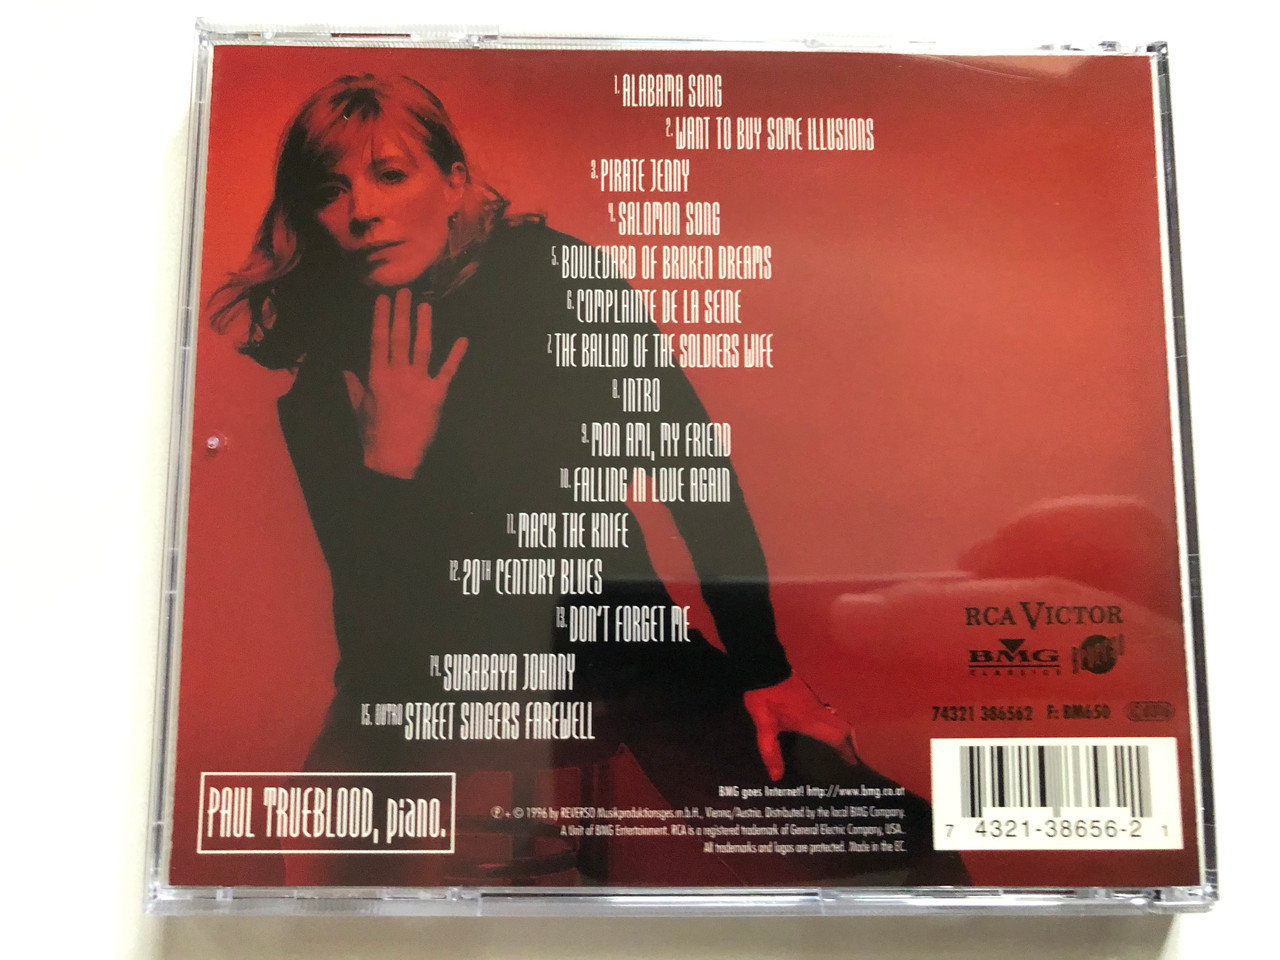 1. ALABAMA SONG
2. WANT TO BUY SOME ILLUSIONS
3. PIRATE JENNY
4. SALOMON SONG
5. BOULEVARD OF BROKEN DREAMS
6. COMPLAINTE DE LA SEINE
7. THE BALLAD OF THE SOLDIERS WIFE
8. INTRO
9. MON AMI, MY FRIEND
10. FALLING IN LOVE AGAIN
11. MACK THE KNIFE
12. 20TH CENTURY BLUES
13. DON'T FORGET ME
14. SURABAYA JOHNNY
15. OUTRO STREET SINGERS FAREWELL
PAUL TRUEBLOOD, piano.
RCA VICTOR
BMG
CLASSICS
74321 386562 F: BM650
BMG goes Internet! http://www.bmg.co.at
℗ + © 1996 by REVERSO Musikproduktionsges.m.b.H., Vienna/Austria. Distributed by the local BMG Company.
A Unit of BMG Entertainment. RCA is a registered trademark of General Electric Company, USA.
All trademarks and logos are protected. Made in the EC.
7 4321-38656-2 1